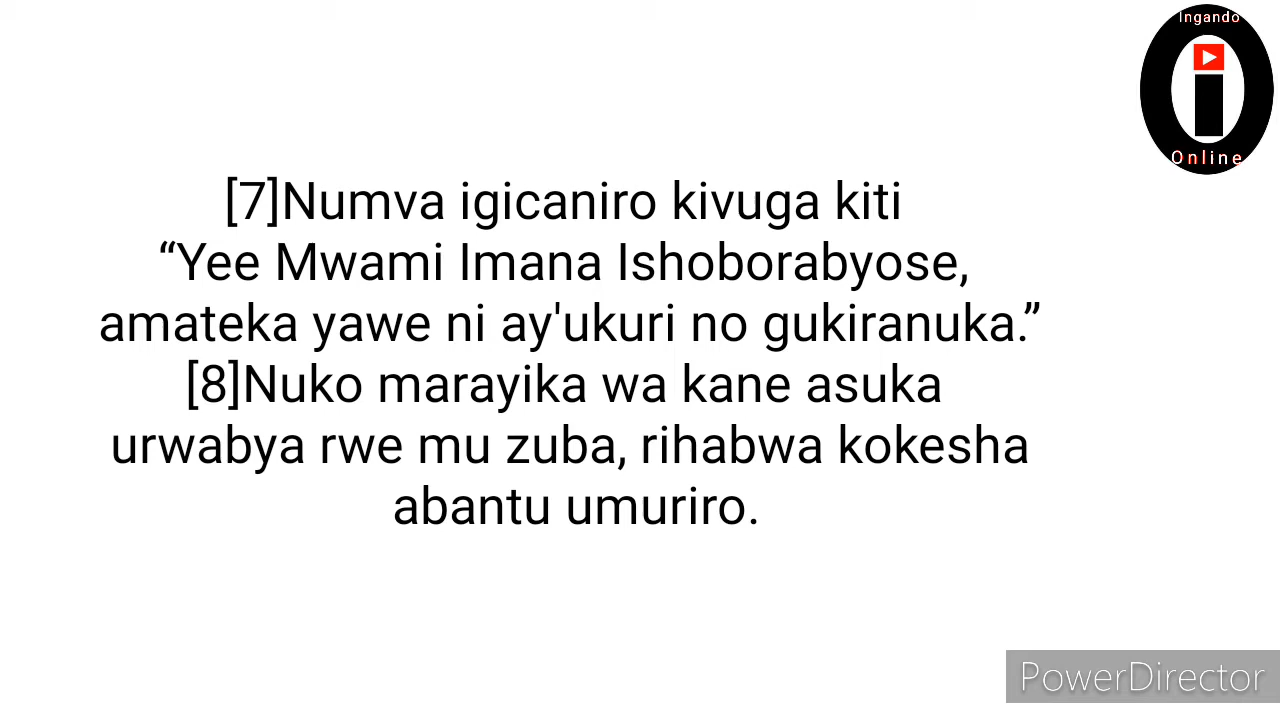 Ingando
Online
[7]Numva igicaniro kivuga kiti
“Yee Mwami Imana Ishoborabyose,
amateka yawe ni ay'ukuri no gukiranuka.”
[8]Nuko marayika wa kane asuka
urwabya rwe mu zuba, rihabwa kokesha
abantu umuriro.
PowerDirector